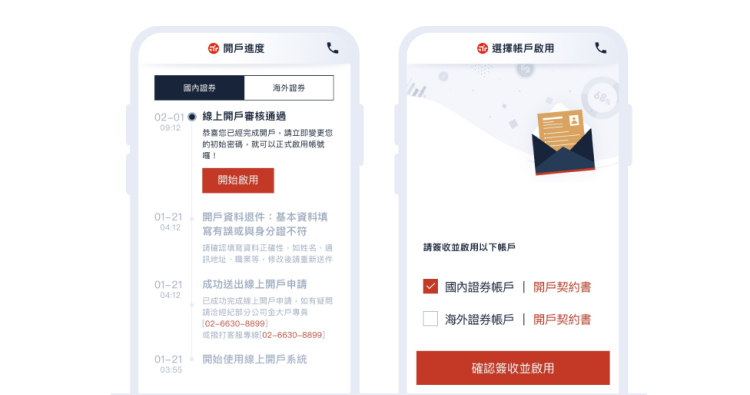 開戶進度
國內證券
海外證券
02-01
09:12
線上開戶審核通過
恭喜您已經完成開戶，請立即變更您
的初始密碼，就可以正式啟用帳號
囉！
開始啟用
01-21
04:12
開戶資料退件：基本資料填
寫有誤或與身分證不符
請確認填寫資料正確性，如姓名、通
訊地址、職業等，修改後請重新送件
01-21
04:12
成功送出線上開戶申請
已成功完成線上開戶申請，如有疑問
請洽經紀部分公司金大戶專員
[02-6630-8899]
或撥打客服專線[02-6630-8899]
01-21
03:55
開始使用線上開戶系統
選擇帳戶啟用
68%
請簽收並啟用以下帳戶
國內證券帳戶 | 開戶契約書
海外證券帳戶 | 開戶契約書
確認簽收並啟用